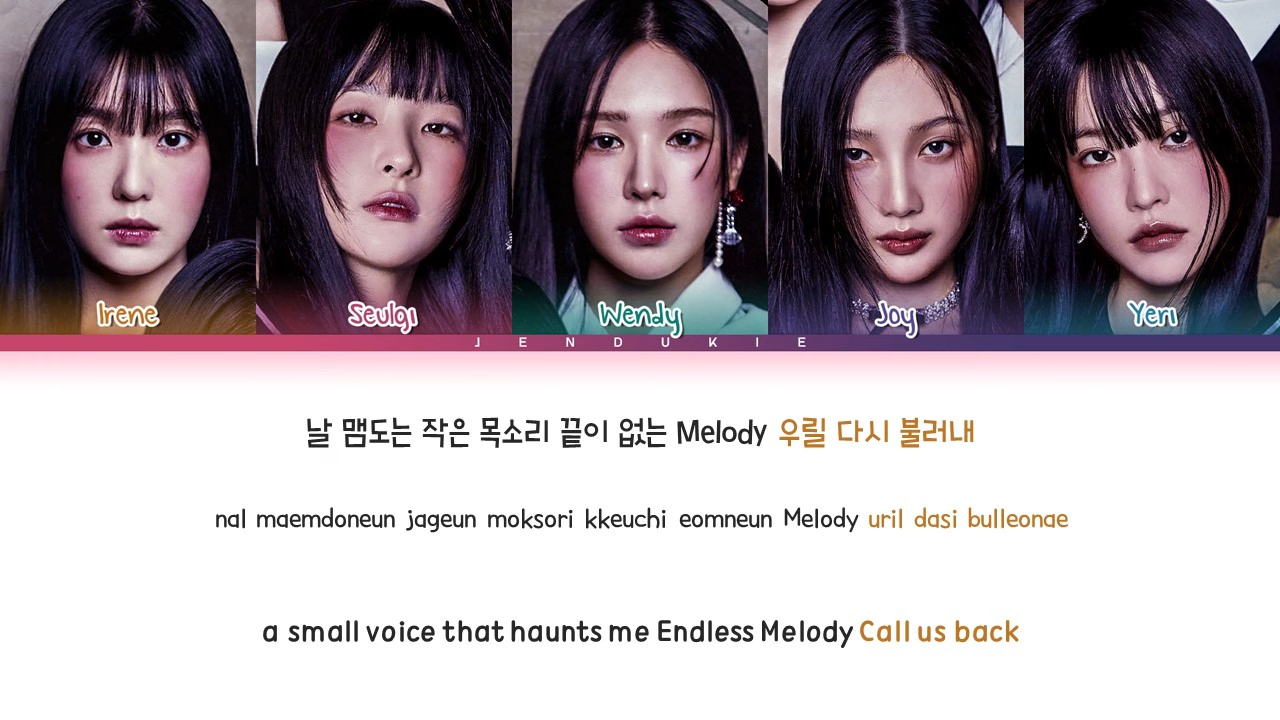 Irene Seulgi Wendy Joy Yeri
JENDUKIE
날 맴도는 작은 목소리 끝이 없는 Melody 우릴 다시 불러내
nal maemdoneun jageun moksori kkeuchi eomneun Melody uril dasi bulleonae
a small voice that haunts me Endless Melody Call us back